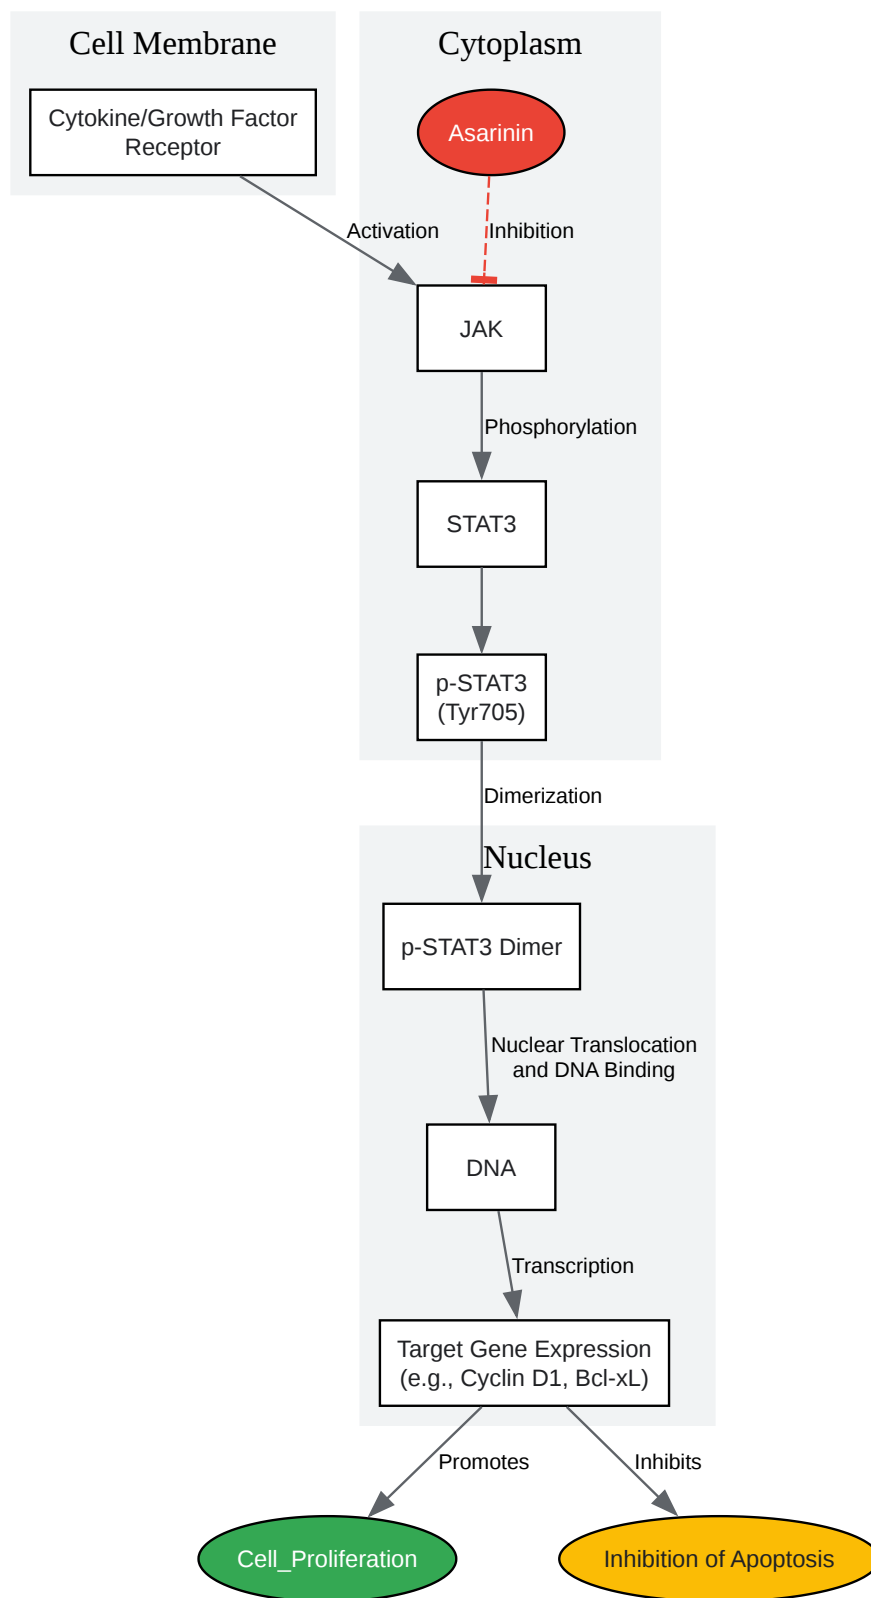 Cell Membrane
Cytoplasm
Cytokine/Growth Factor
Receptor
Asarinin
Activation
Inhibition
JAK
Phosphorylation
STAT3
p-STAT3
(Tyr705)
Dimerization
Nucleus
p-STAT3 Dimer
Nuclear Translocation
and DNA Binding
DNA
Transcription
Target Gene Expression
(e.g., Cyclin D1, Bcl-xL)
Promotes
Inhibits
Cell_Proliferation
Inhibition of Apoptosis